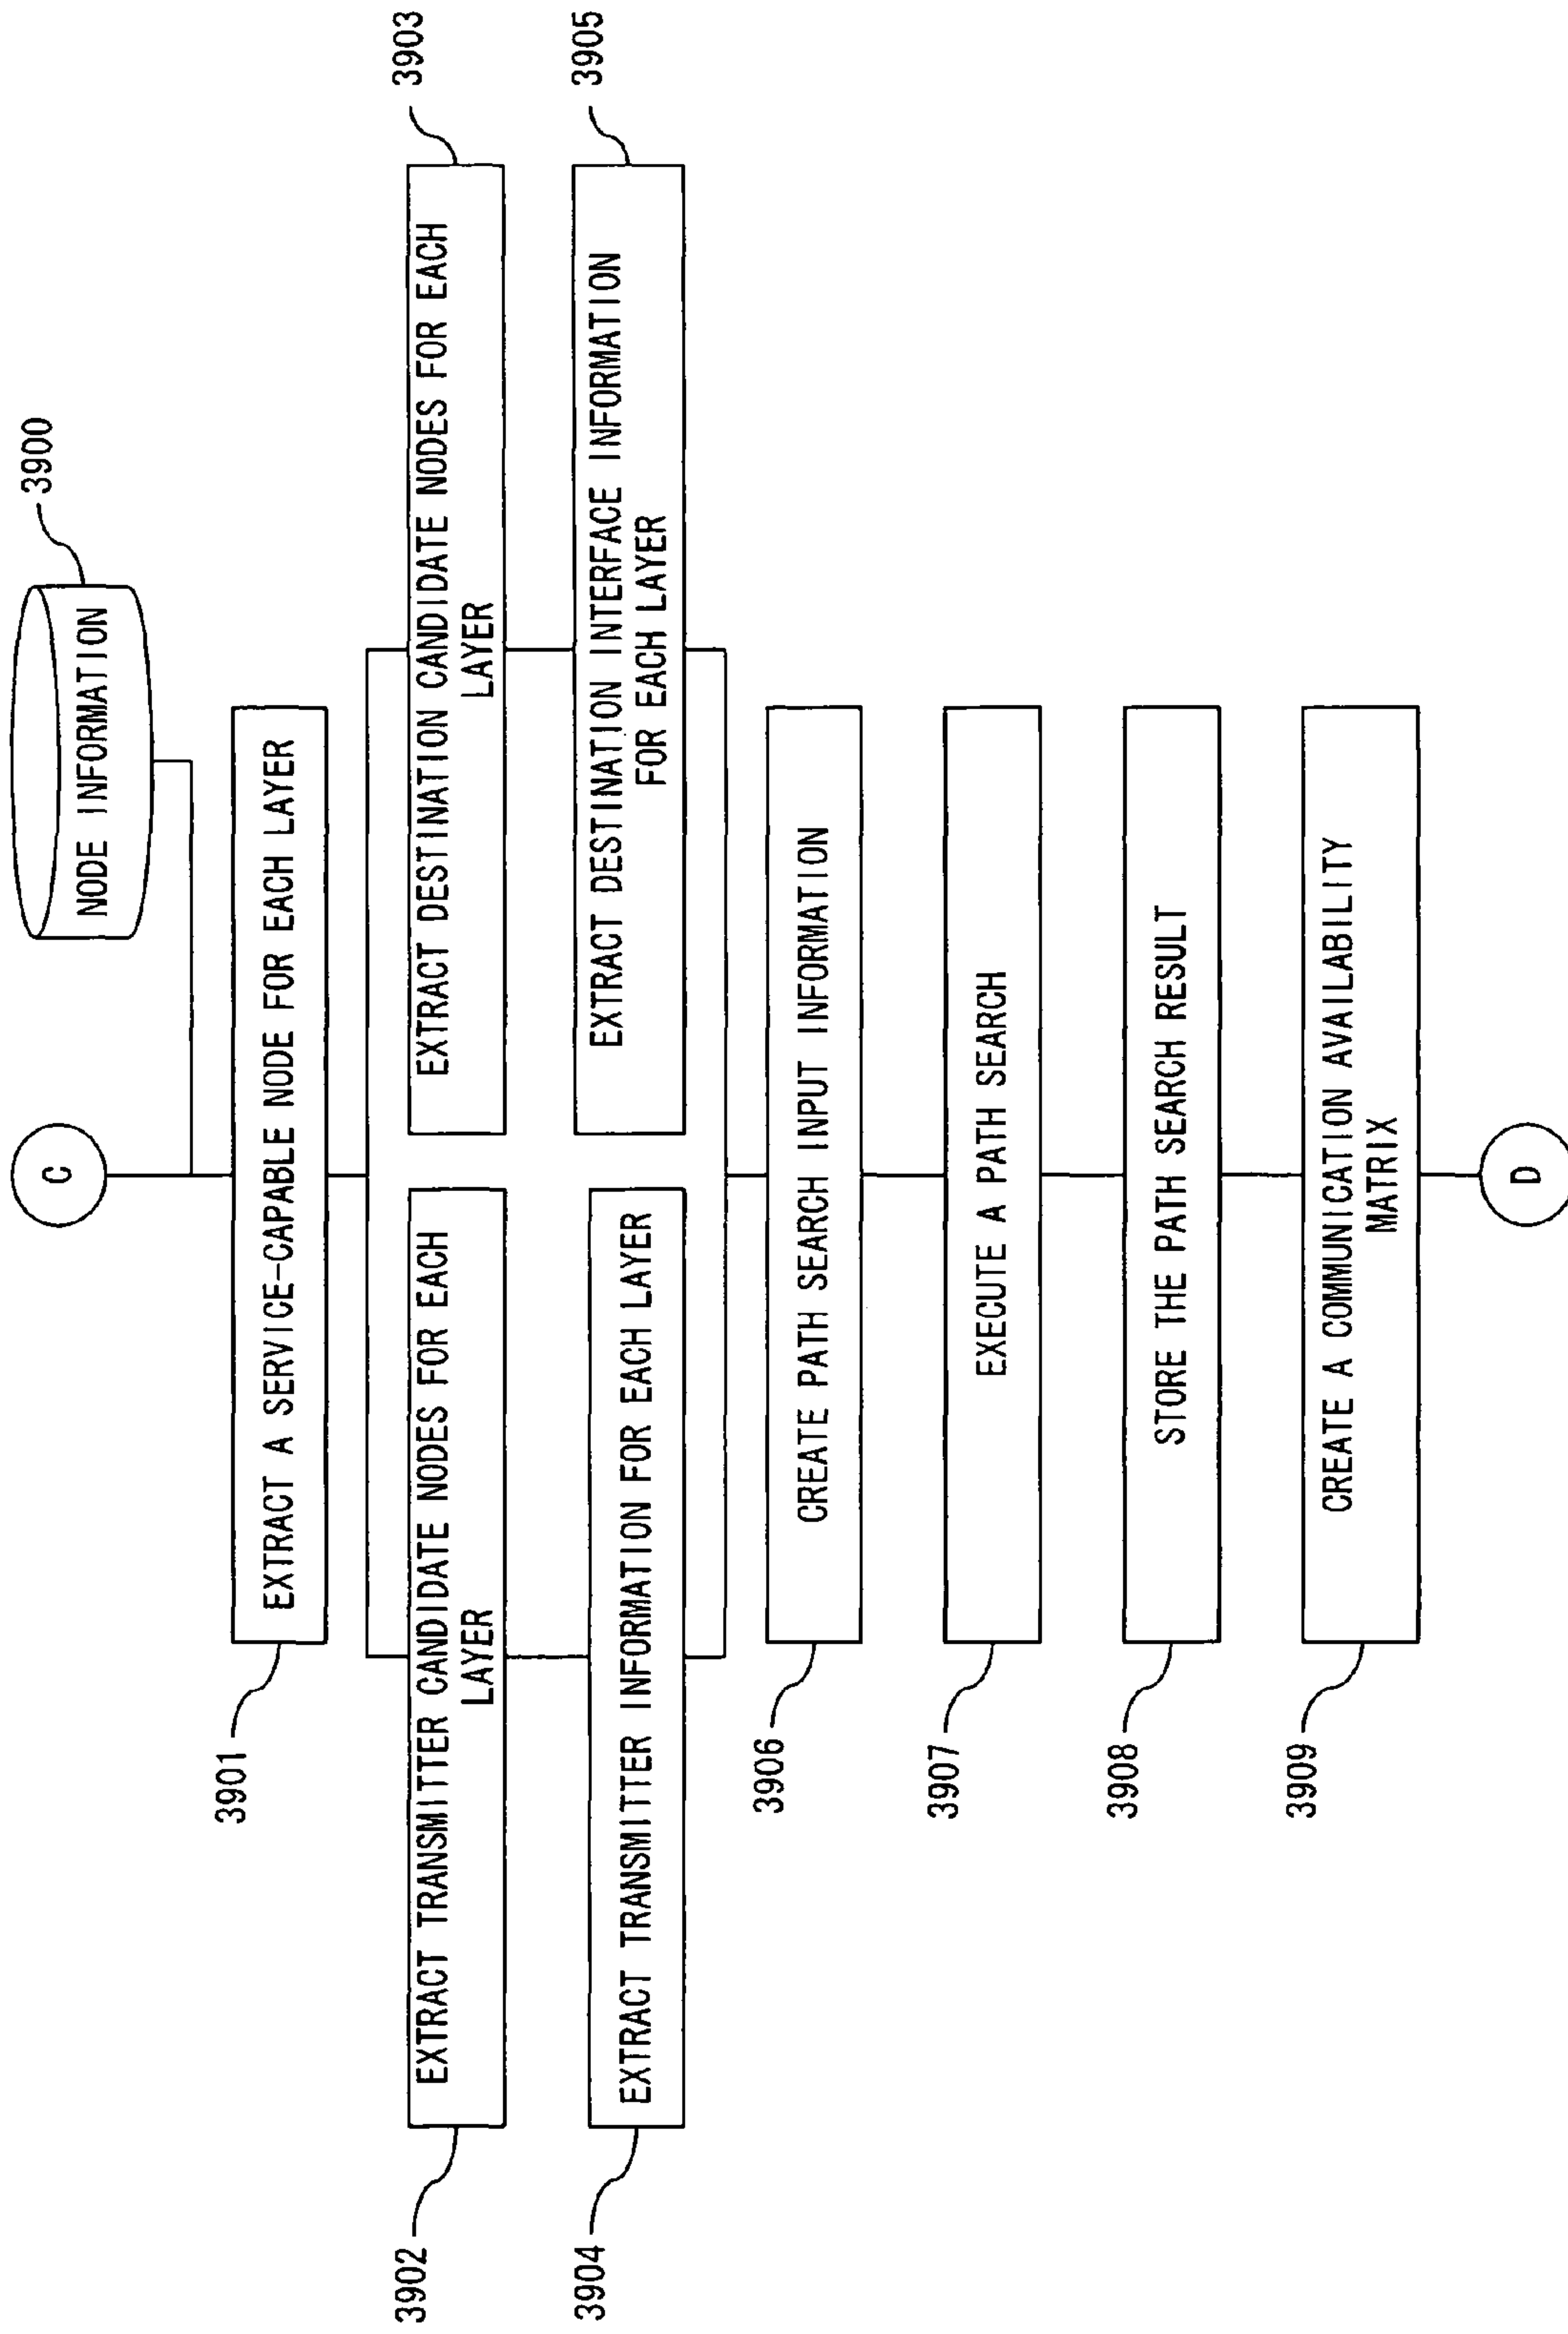 C
NODE INFORMATION
3900
3901
EXTRACT A SERVICE-CAPABLE NODE FOR EACH LAYER
3902
EXTRACT TRANSMITTER CANDIDATE NODES FOR EACH
LAYER
EXTRACT DESTINATION CANDIDATE NODES FOR EACH
LAYER
3903
3904
EXTRACT TRANSMITTER INFORMATION FOR EACH LAYER
EXTRACT DESTINATION INTERFACE INFORMATION
FOR EACH LAYER
3905
3906
CREATE PATH SEARCH INPUT INFORMATION
3907
EXECUTE A PATH SEARCH
3908
STORE THE PATH SEARCH RESULT
3909
CREATE A COMMUNICATION AVAILABILITY
MATRIX
D